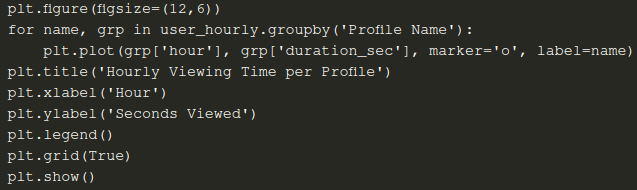 plt.figure(figsize=(12,6))
for name, grp in user_hourly.groupby('Profile Name'):
    plt.plot(grp['hour'], grp['duration_sec'], marker='o', label=name)
plt.title('Hourly Viewing Time per Profile')
plt.xlabel('Hour')
plt.ylabel('Seconds Viewed')
plt.legend()
plt.grid(True)
plt.show()